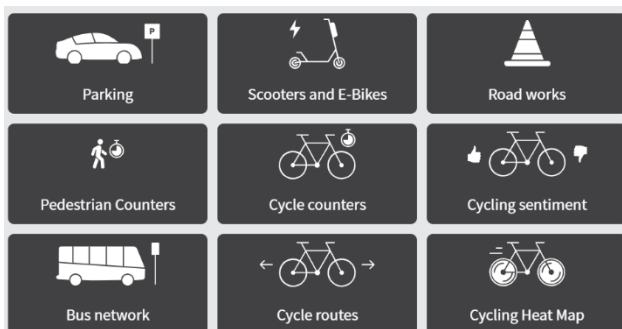 P
Parking
Scooters and E-Bikes
Road works
Pedestrian Counters
Cycle counters
Cycling sentiment
Bus network
Cycle routes
Cycling Heat Map